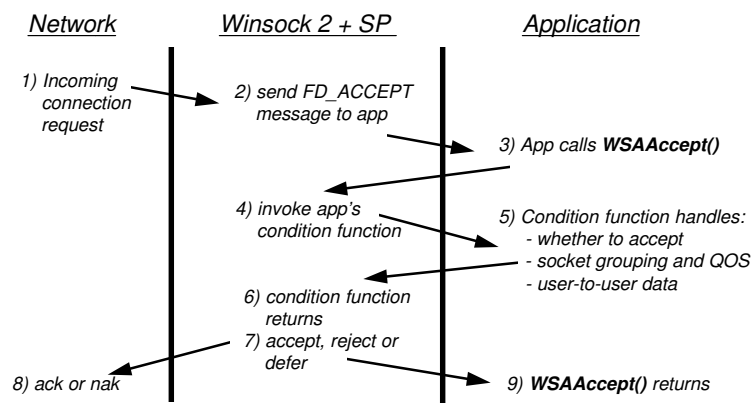 Network
Winsock 2 + SP
Application
1) Incoming
connection
request
2) send FD_ACCEPT
message to app
3) App calls WSAAccept()
4) invoke app's
condition function
5) Condition function handles:
- whether to accept
- socket grouping and QOS
- user-to-user data
6) condition function
returns
7) accept, reject or
defer
8) ack or nak
9) WSAAccept() returns